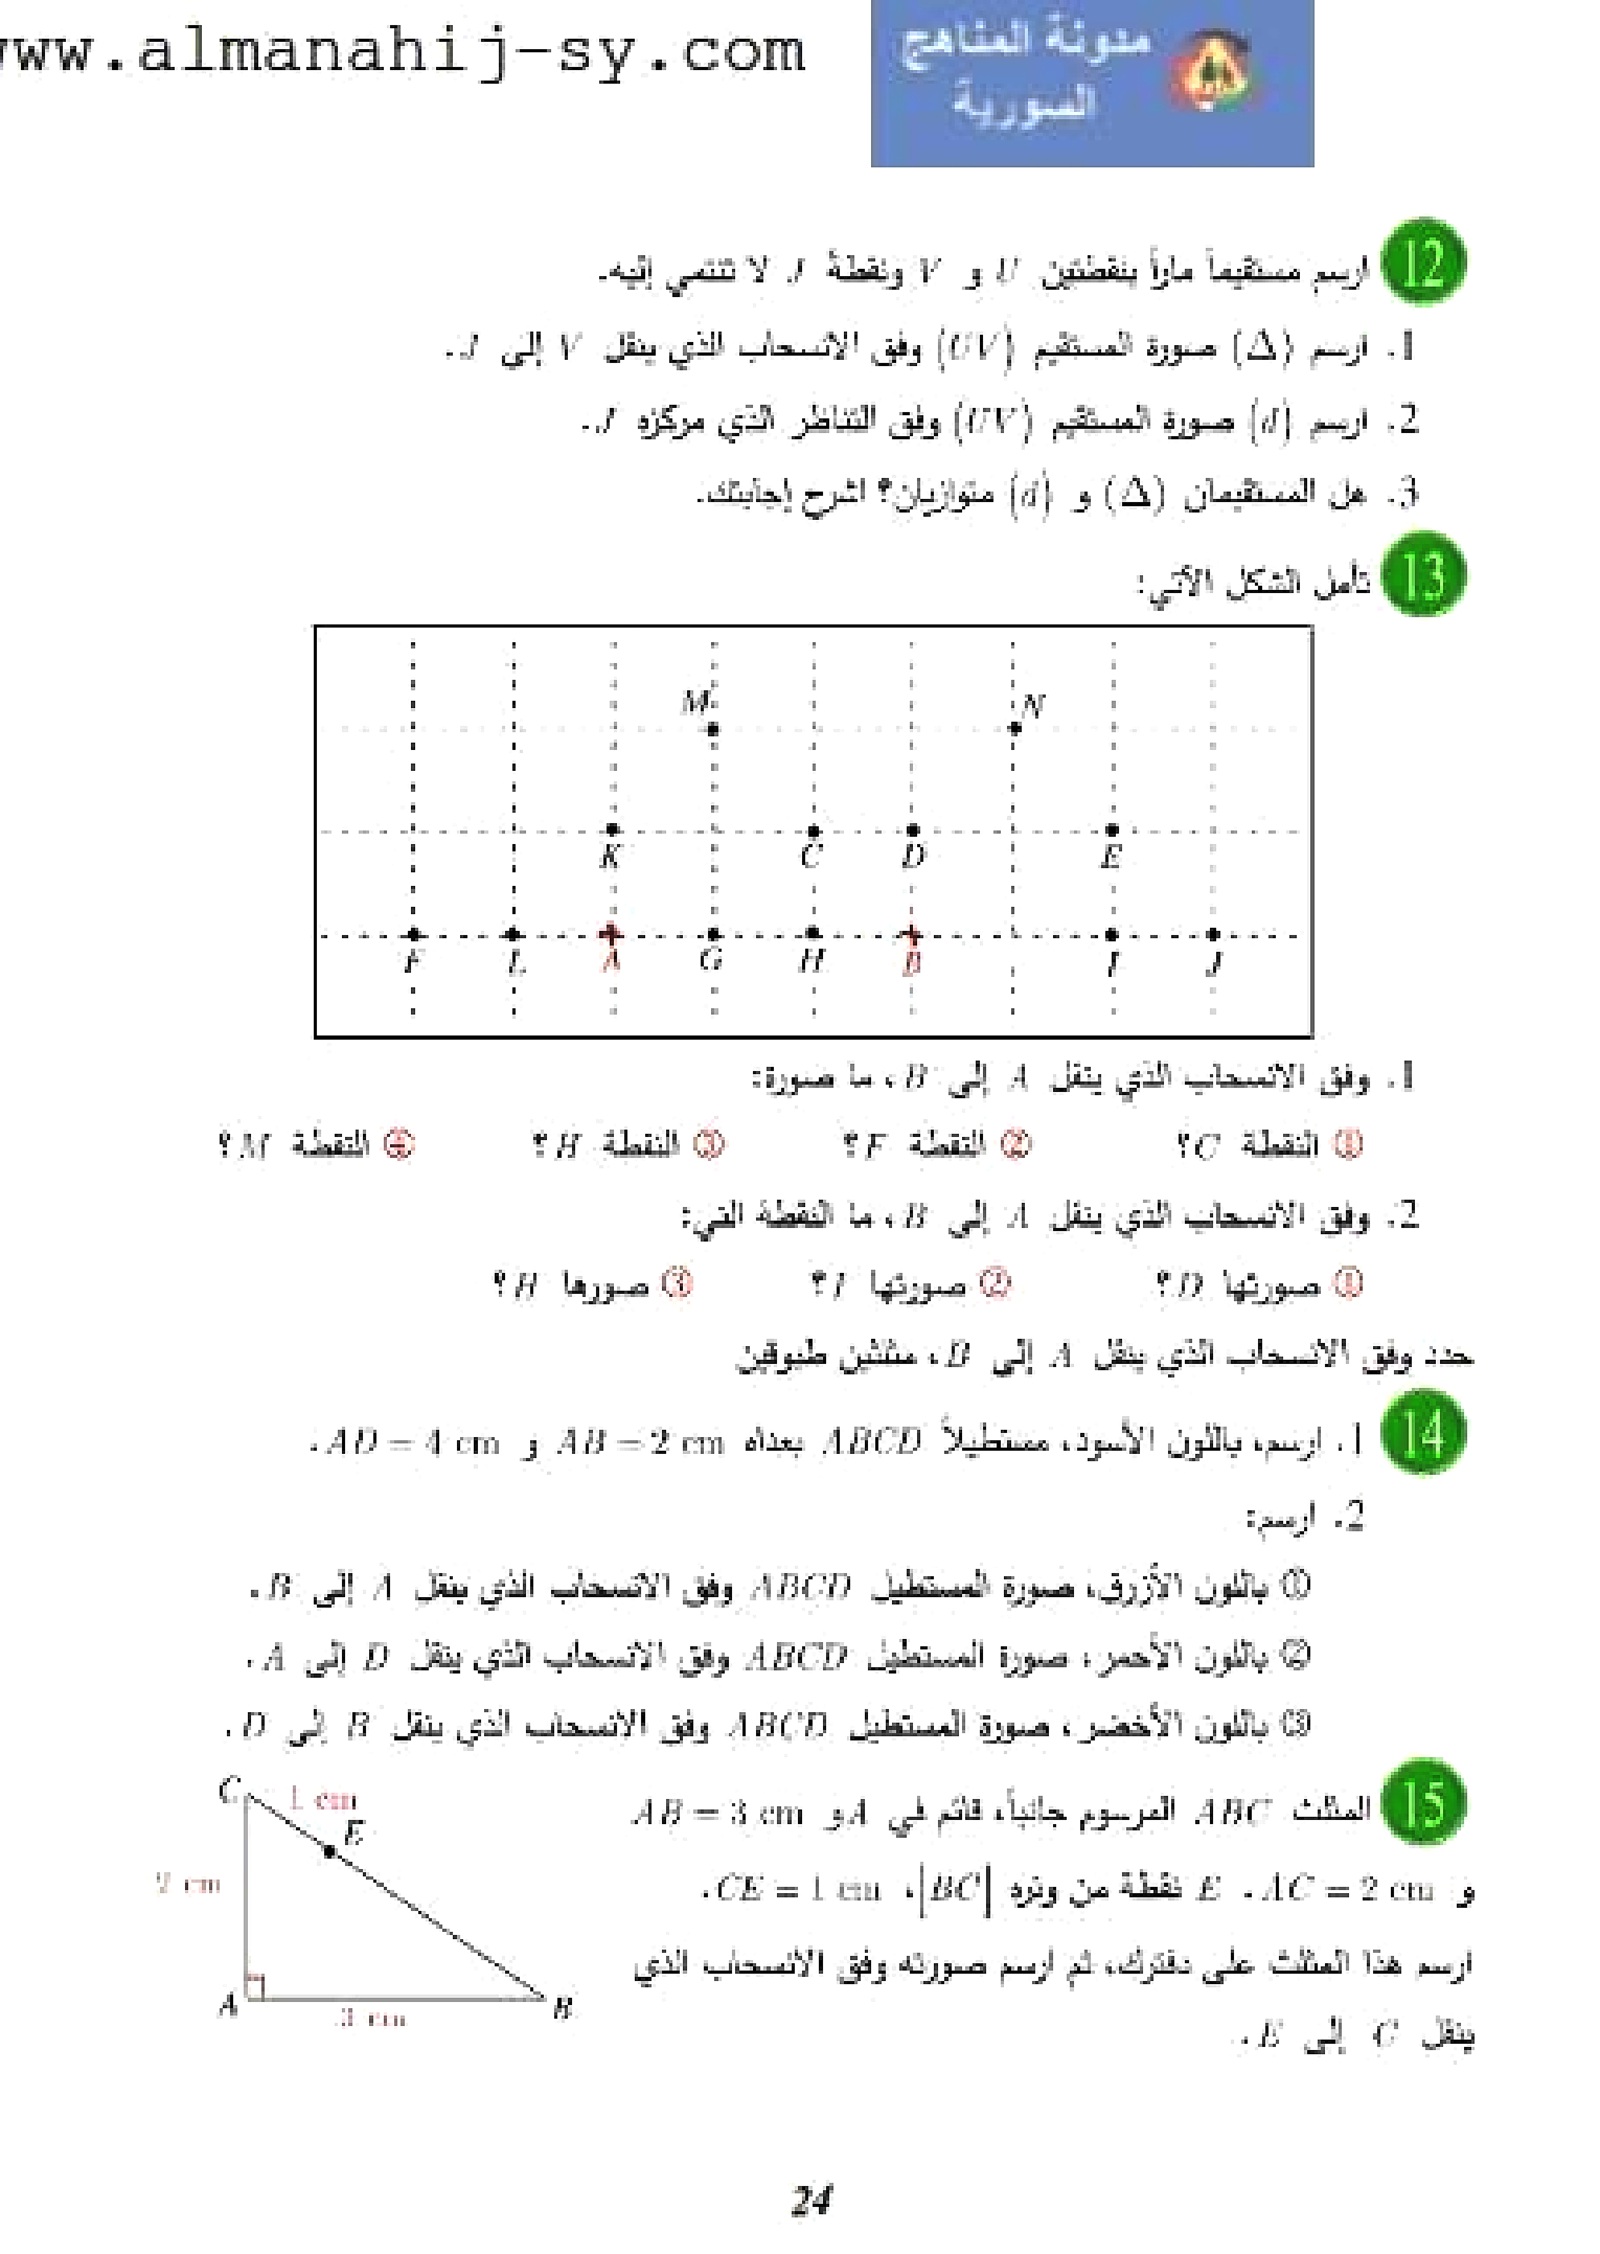 www.almanahij-sy.com
مدونة المناهج
السورية
12 ارسم مستقيماً ماراً بنقطتين U و V ونقطة J لا تنتمي إليه.
1. ارسم (Δ) صورة المستقيم (UV) وفق الانسحاب الذي ينقل V إلى J.
2. ارسم (d) صورة المستقيم (UV) وفق التناظر الذي مركزه J.
3. هل المستقيمان (Δ) و (d) متوازيان؟ اشرح إجابتك.
13 تأمل الشكل الآتي:
M N
K C D E
F L A G H B I J
1. وفق الانسحاب الذي ينقل A إلى B، ما صورة:
① النقطة C؟ ② النقطة F؟ ③ النقطة H؟ ④ النقطة M؟
2. وفق الانسحاب الذي ينقل A إلى B، ما النقطة التي:
① صورتها D؟ ② صورتها I؟ ③ صورها H؟
حدد وفق الانسحاب الذي ينقل A إلى B، مثلثين طبوقين
14 1. ارسم، باللون الأسود، مستطيلاً ABCD بعداه AB = 2 cm و AD = 4 cm.
2. ارسم:
① باللون الأزرق، صورة المستطيل ABCD وفق الانسحاب الذي ينقل A إلى B.
② باللون الأحمر، صورة المستطيل ABCD وفق الانسحاب الذي ينقل D إلى A.
③ باللون الأخضر، صورة المستطيل ABCD وفق الانسحاب الذي ينقل B إلى D.
15 المثلث ABC المرسوم جانباً، قائم في A و AB = 3 cm
و AC = 2 cm. E نقطة من وتره [BC]، CE = 1 cm.
ارسم هذا المثلث على دفترك، ثم ارسم صورته وفق الانسحاب الذي
ينقل C إلى E.
C 1 cm
E
2 cm
A B
3 cm
24